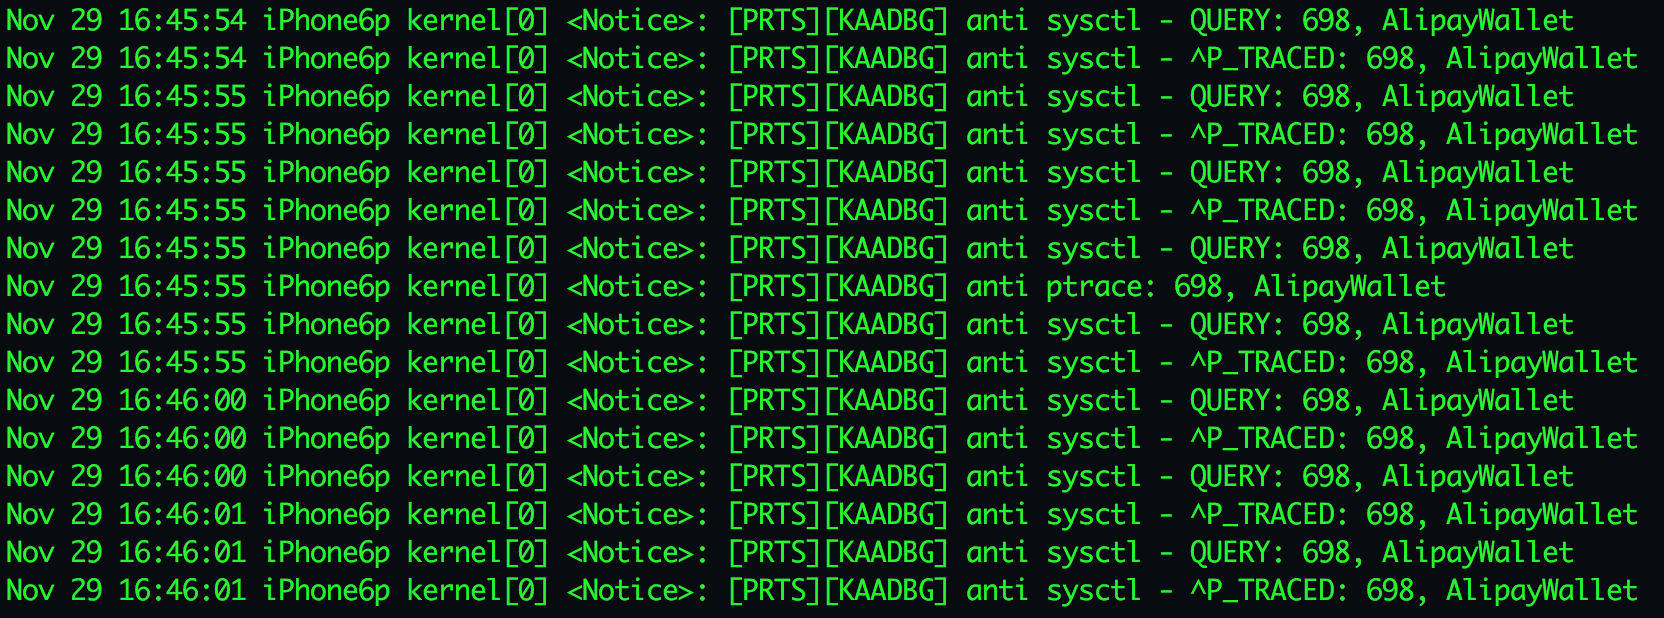 Nov 29 16:45:54 iPhone6p kernel[0] <Notice>: [PRTS][KAADBG] anti sysctl - QUERY: 698, AlipayWallet
Nov 29 16:45:54 iPhone6p kernel[0] <Notice>: [PRTS][KAADBG] anti sysctl - ^P_TRACED: 698, AlipayWallet
Nov 29 16:45:55 iPhone6p kernel[0] <Notice>: [PRTS][KAADBG] anti sysctl - QUERY: 698, AlipayWallet
Nov 29 16:45:55 iPhone6p kernel[0] <Notice>: [PRTS][KAADBG] anti sysctl - ^P_TRACED: 698, AlipayWallet
Nov 29 16:45:55 iPhone6p kernel[0] <Notice>: [PRTS][KAADBG] anti sysctl - QUERY: 698, AlipayWallet
Nov 29 16:45:55 iPhone6p kernel[0] <Notice>: [PRTS][KAADBG] anti sysctl - ^P_TRACED: 698, AlipayWallet
Nov 29 16:45:55 iPhone6p kernel[0] <Notice>: [PRTS][KAADBG] anti sysctl - QUERY: 698, AlipayWallet
Nov 29 16:45:55 iPhone6p kernel[0] <Notice>: [PRTS][KAADBG] anti ptrace: 698, AlipayWallet
Nov 29 16:45:55 iPhone6p kernel[0] <Notice>: [PRTS][KAADBG] anti sysctl - QUERY: 698, AlipayWallet
Nov 29 16:45:55 iPhone6p kernel[0] <Notice>: [PRTS][KAADBG] anti sysctl - ^P_TRACED: 698, AlipayWallet
Nov 29 16:46:00 iPhone6p kernel[0] <Notice>: [PRTS][KAADBG] anti sysctl - QUERY: 698, AlipayWallet
Nov 29 16:46:00 iPhone6p kernel[0] <Notice>: [PRTS][KAADBG] anti sysctl - ^P_TRACED: 698, AlipayWallet
Nov 29 16:46:00 iPhone6p kernel[0] <Notice>: [PRTS][KAADBG] anti sysctl - QUERY: 698, AlipayWallet
Nov 29 16:46:01 iPhone6p kernel[0] <Notice>: [PRTS][KAADBG] anti sysctl - ^P_TRACED: 698, AlipayWallet
Nov 29 16:46:01 iPhone6p kernel[0] <Notice>: [PRTS][KAADBG] anti sysctl - QUERY: 698, AlipayWallet
Nov 29 16:46:01 iPhone6p kernel[0] <Notice>: [PRTS][KAADBG] anti sysctl - ^P_TRACED: 698, AlipayWallet